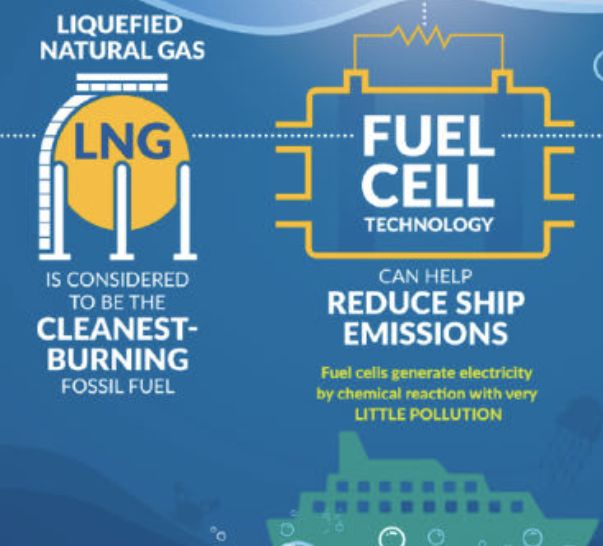 LIQUEFIED
NATURAL GAS
LNG
IS CONSIDERED
TO BE THE
CLEANEST-
BURNING
FOSSIL FUEL
FUEL
CELL
TECHNOLOGY
CAN HELP
REDUCE SHIP
EMISSIONS
Fuel cells generate electricity
by chemical reaction with very
LITTLE POLLUTION